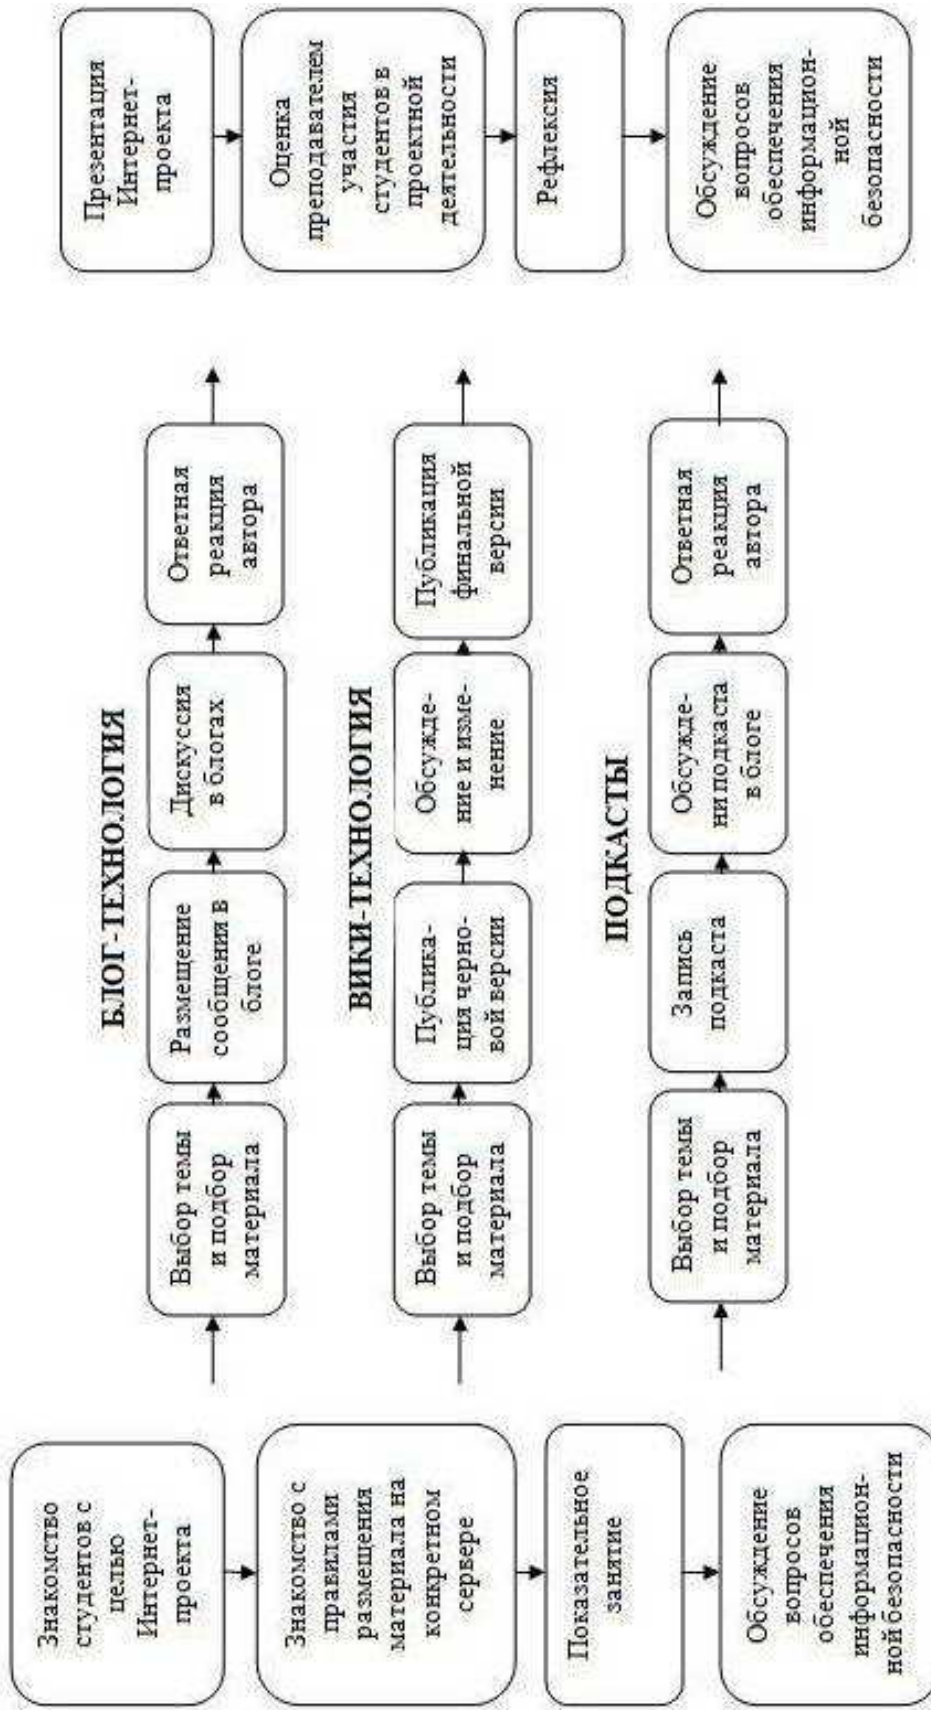 Знакомство
студентов с
целью
Интернет-
проекта
Знакомство с
правилами
размещения
материала на
конкретном
сервере
Показательное
занятие
Обсуждение
вопросов
обеспечения
информацион-
ной безопасности
БЛОГ-ТЕХНОЛОГИЯ
Выбор темы
и подбор
материала
Размещение
сообщения в
блоге
Дискуссия
в блогах
Ответная
реакция
автора
ВИКИ-ТЕХНОЛОГИЯ
Выбор темы
и подбор
материала
Публика-
ция черно-
вой версии
Обсужде-
ние и изме-
нение
Публикация
финальной
версии
ПОДКАСТЫ
Выбор темы
и подбор
материала
Запись
подкаста
Обсужде-
ни подкаста
в блоге
Ответная
реакция
автора
Презентация
Интернет-
проекта
Оценка
преподавателем
участия
студентов в
проектной
деятельности
Рефлексия
Обсуждение
вопросов
обеспечения
информацион-
ной
безопасности